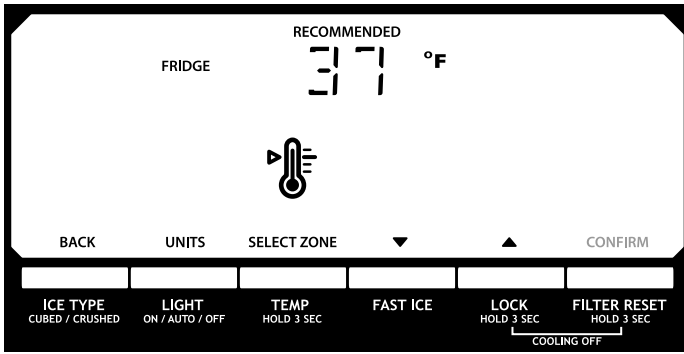 RECOMMENDED
FRIDGE 37 °F
BACK UNITS SELECT ZONE ▼ ▲ CONFIRM
ICE TYPE LIGHT TEMP FAST ICE LOCK FILTER RESET
CUBED / CRUSHED ON / AUTO / OFF HOLD 3 SEC HOLD 3 SEC HOLD 3 SEC
COOLING OFF